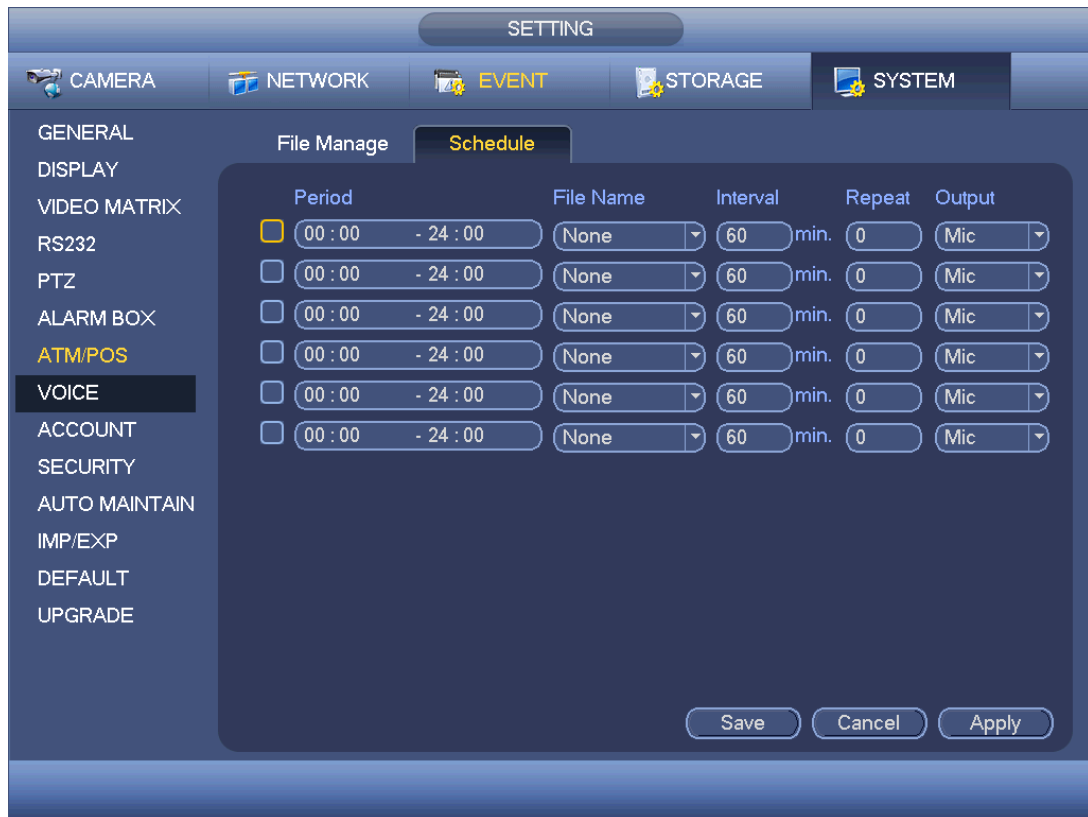 SETTING
CAMERA NETWORK EVENT STORAGE SYSTEM
GENERAL
DISPLAY
VIDEO MATRIX
RS232
PTZ
ALARM BOX
ATM/POS
VOICE
ACCOUNT
SECURITY
AUTO MAINTAIN
IMP/EXP
DEFAULT
UPGRADE
File Manage Schedule
Period File Name Interval Repeat Output
00 : 00 - 24 : 00 None 60 min. 0 Mic
00 : 00 - 24 : 00 None 60 min. 0 Mic
00 : 00 - 24 : 00 None 60 min. 0 Mic
00 : 00 - 24 : 00 None 60 min. 0 Mic
00 : 00 - 24 : 00 None 60 min. 0 Mic
00 : 00 - 24 : 00 None 60 min. 0 Mic
Save Cancel Apply